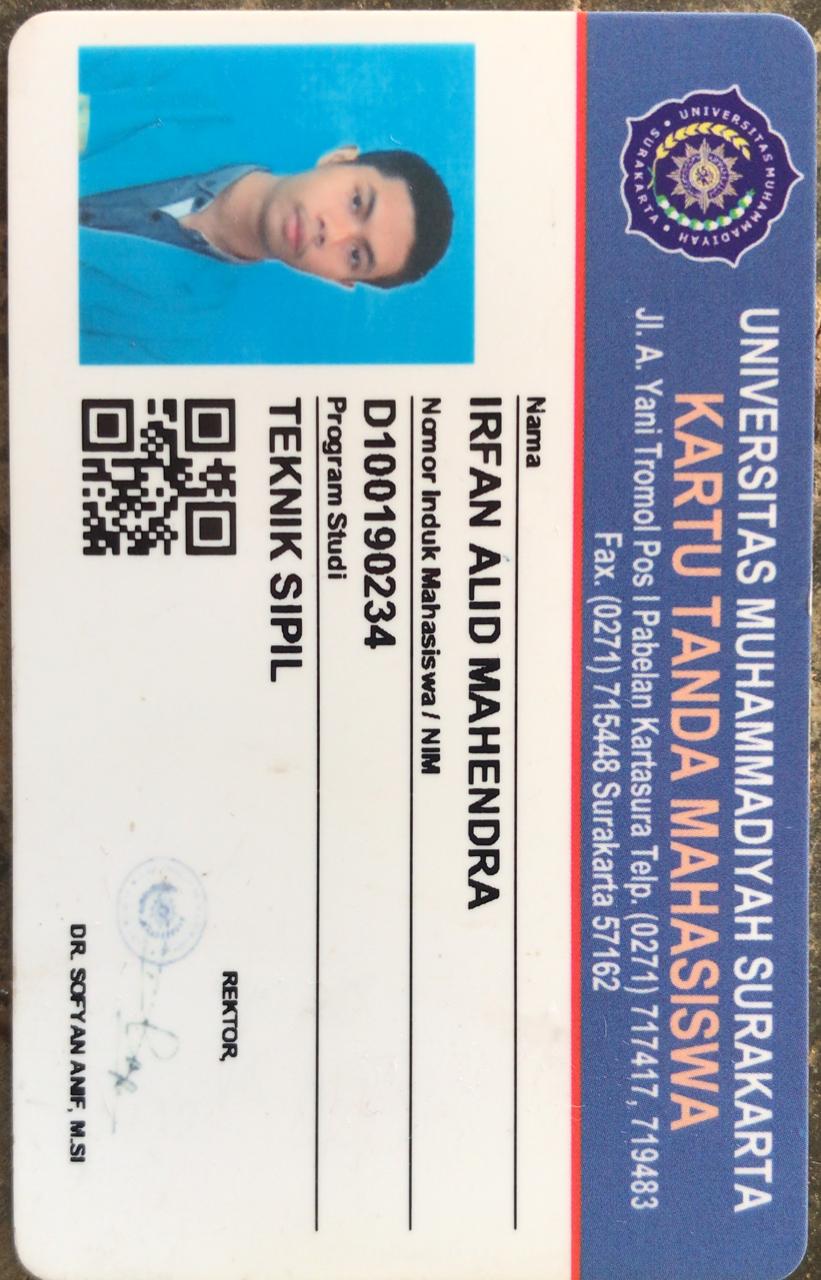 UNIVERSITAS MUHAMMADIYAH SURAKARTA
UNIVERSITAS MUHAMMADIYAH SURAKARTA
KARTU TANDA MAHASISWA
Jl. A. Yani Tromol Pos I Pabelan Kartasura Telp. (0271) 717417, 719483
Fax. (0271) 715448 Surakarta 57162
Nama
IRFAN ALID MAHENDRA
Nomor Induk Mahasiswa / NIM
D100190234
Program Studi
TEKNIK SIPIL
REKTOR,
DR. SOFYAN ANIF, M.SI